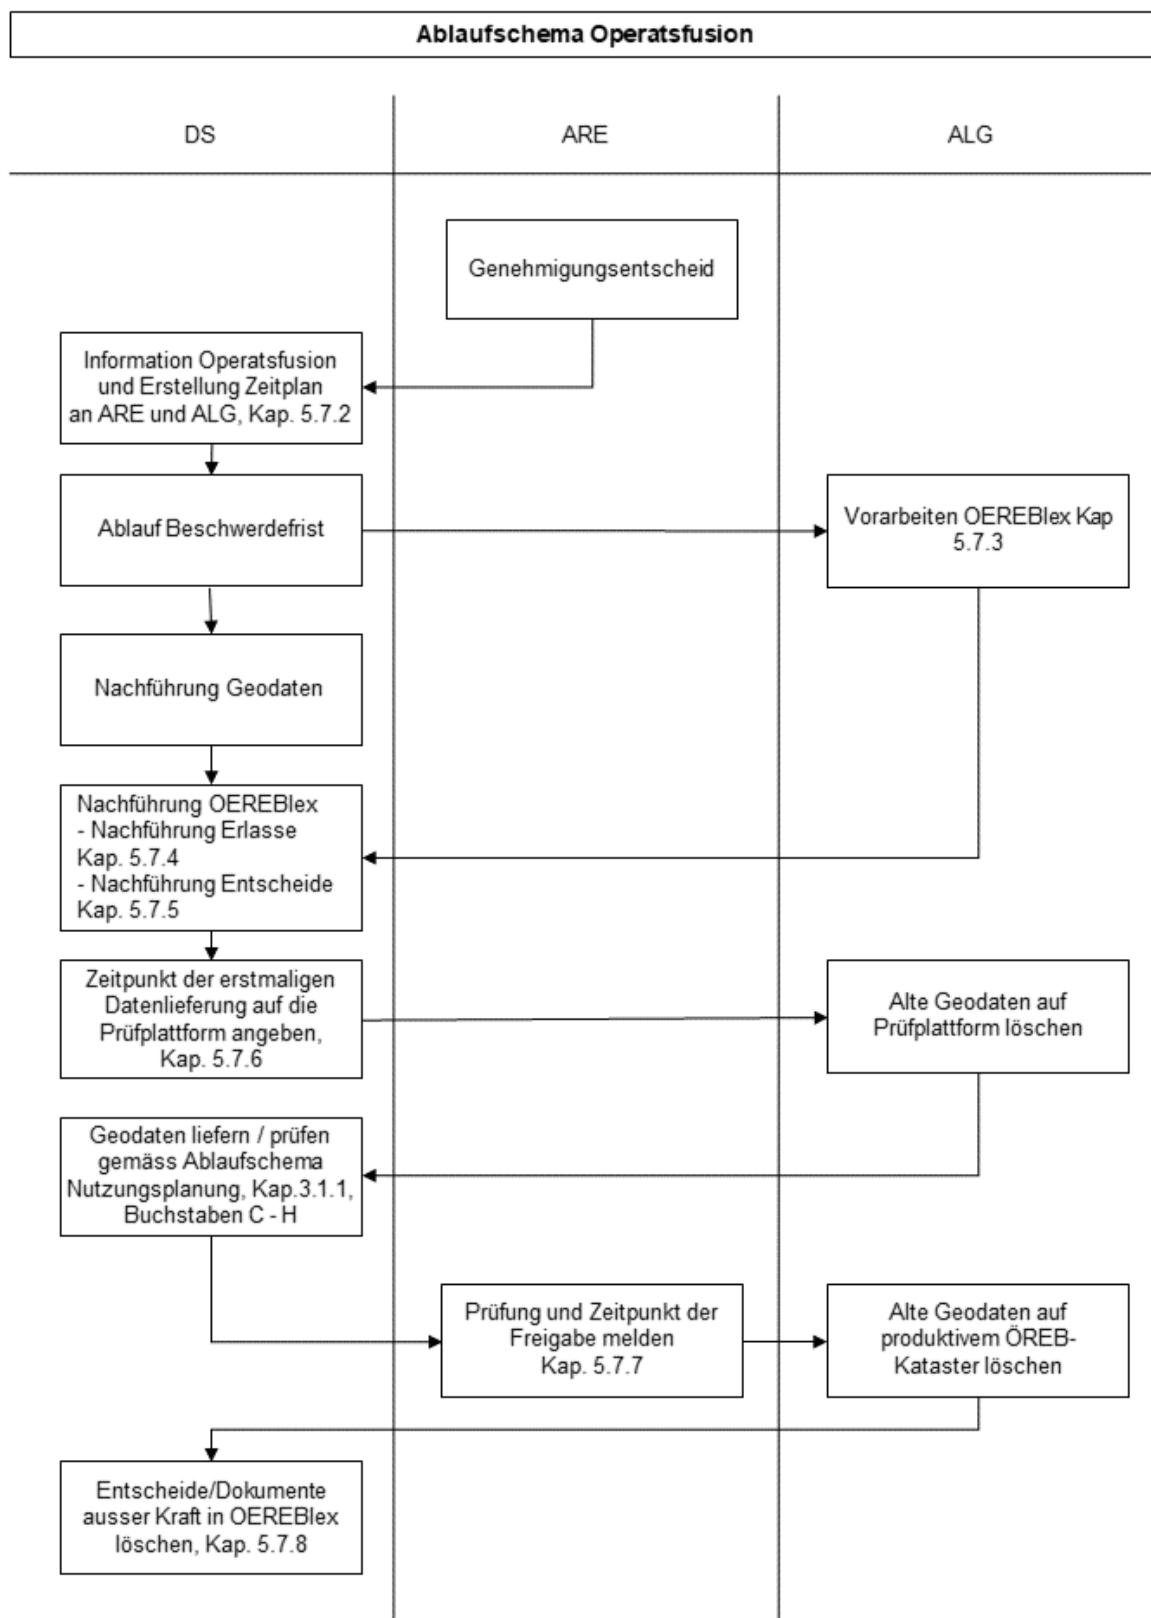 Ablaufschema Operatsfusion
DS
ARE
ALG
Genehmigungsentscheid
Information Operatsfusion
und Erstellung Zeitplan
an ARE und ALG, Kap. 5.7.2
Ablauf Beschwerdefrist
Vorarbeiten OEREBlex Kap
5.7.3
Nachführung Geodaten
Nachführung OEREBlex
- Nachführung Erlasse
Kap. 5.7.4
- Nachführung Entscheide
Kap. 5.7.5
Zeitpunkt der erstmaligen
Datenlieferung auf die
Prüfplattform angeben,
Kap. 5.7.6
Alte Geodaten auf
Prüfplattform löschen
Geodaten liefern / prüfen
gemäss Ablaufschema
Nutzungsplanung, Kap.3.1.1,
Buchstaben C - H
Prüfung und Zeitpunkt der
Freigabe melden
Kap. 5.7.7
Alte Geodaten auf
produktivem ÖREB-
Kataster löschen
Entscheide/Dokumente
ausser Kraft in OEREBlex
löschen, Kap. 5.7.8